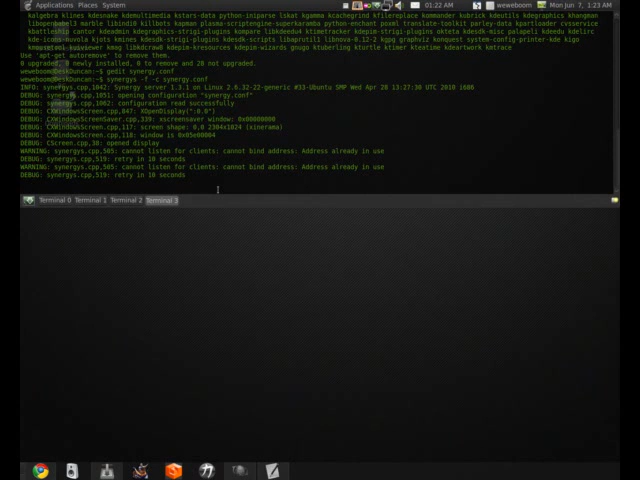 Applications Places System 01:22 AM weweboom Mon Jun 7, 1:23 AM
kalgebra klines kdesnake kdemultimedia kstars-data python-iniparse lskat kgamma kcachegrind kfilereplace kommander kubrick kdeutils kdegraphics khangman
libopenbabel3 marble libindi0 killbots kapman plasma-scriptengine-superkaramba python-enchant poxml translate-toolkit parley-data kpartloader cvsservice
kbattleship cantor kdeadmin kdegraphics-strigi-plugins kompare libkdeedu4 ktimetracker kdepim-strigi-plugins okteta kdesdk-misc palapeli kdeedu kdelirc
kde-icons-nuvola kjots kmines kdesdk-strigi-plugins kdenetwork kdesdk-scripts libaputil1 libnova-0.12-2 kgpg graphviz konquest system-config-printer-kde kigo
kmousetool kuiviewer kmag libkdcraw8 kdepim-kresources kdepim-wizards gnugo ktuberling kturtle ktimer kteatime kdeartwork kmtrace
Use 'apt-get autoremove' to remove them.
0 upgraded, 0 newly installed, 0 to remove and 28 not upgraded.
weweboom@DeskDuncan:~$ gedit synergy.conf
weweboom@DeskDuncan:~$ synergys -f -c synergy.conf
INFO: synergys.cpp,1042: Synergy server 1.3.1 on Linux 2.6.32-22-generic #33-Ubuntu SMP Wed Apr 28 13:27:30 UTC 2010 i686
DEBUG: synergys.cpp,1051: opening configuration "synergy.conf"
DEBUG: synergys.cpp,1062: configuration read successfully
DEBUG: CXWindowsScreen.cpp,847: XOpenDisplay(":0.0")
DEBUG: CXWindowsScreenSaver.cpp,339: xscreensaver window: 0x00000000
DEBUG: CXWindowsScreen.cpp,117: screen shape: 0,0 2304x1024 (xinerama)
DEBUG: CXWindowsScreen.cpp,118: window is 0x05e00004
DEBUG: CScreen.cpp,38: opened display
WARNING: synergys.cpp,505: cannot listen for clients: cannot bind address: Address already in use
DEBUG: synergys.cpp,519: retry in 10 seconds
WARNING: synergys.cpp,505: cannot listen for clients: cannot bind address: Address already in use
DEBUG: synergys.cpp,519: retry in 10 seconds
Terminal 0 Terminal 1 Terminal 2 Terminal 3